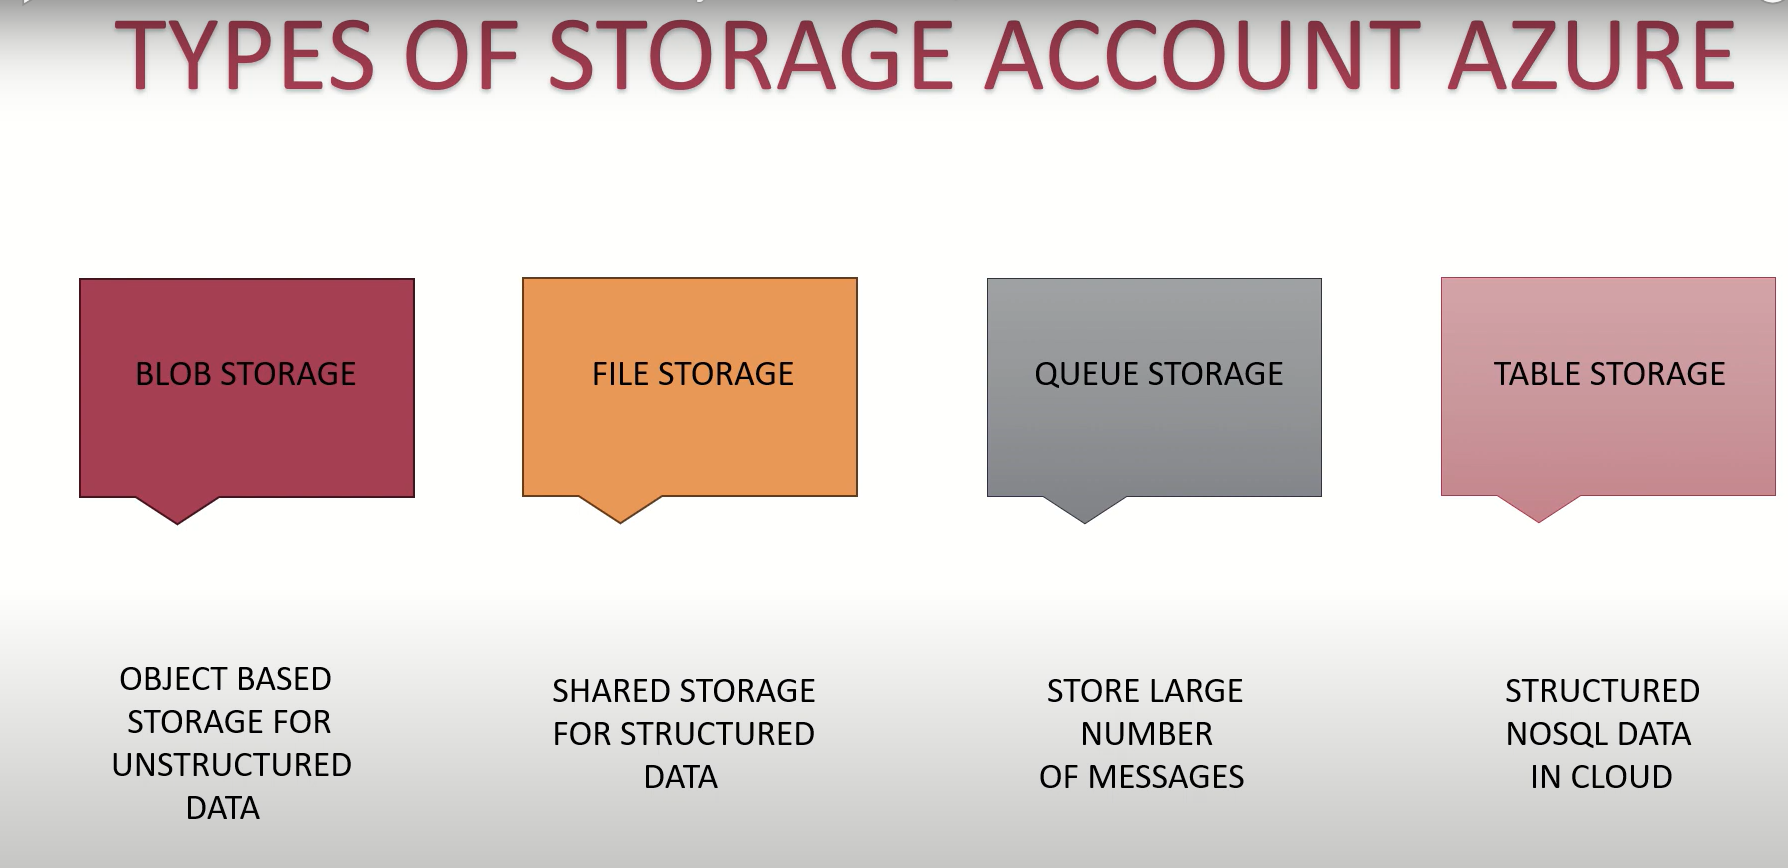 TYPES OF STORAGE ACCOUNT AZURE
BLOB STORAGE
FILE STORAGE
QUEUE STORAGE
TABLE STORAGE
OBJECT BASED
STORAGE FOR
UNSTRUCTURED
DATA
SHARED STORAGE
FOR STRUCTURED
DATA
STORE LARGE
NUMBER
OF MESSAGES
STRUCTURED
NOSQL DATA
IN CLOUD